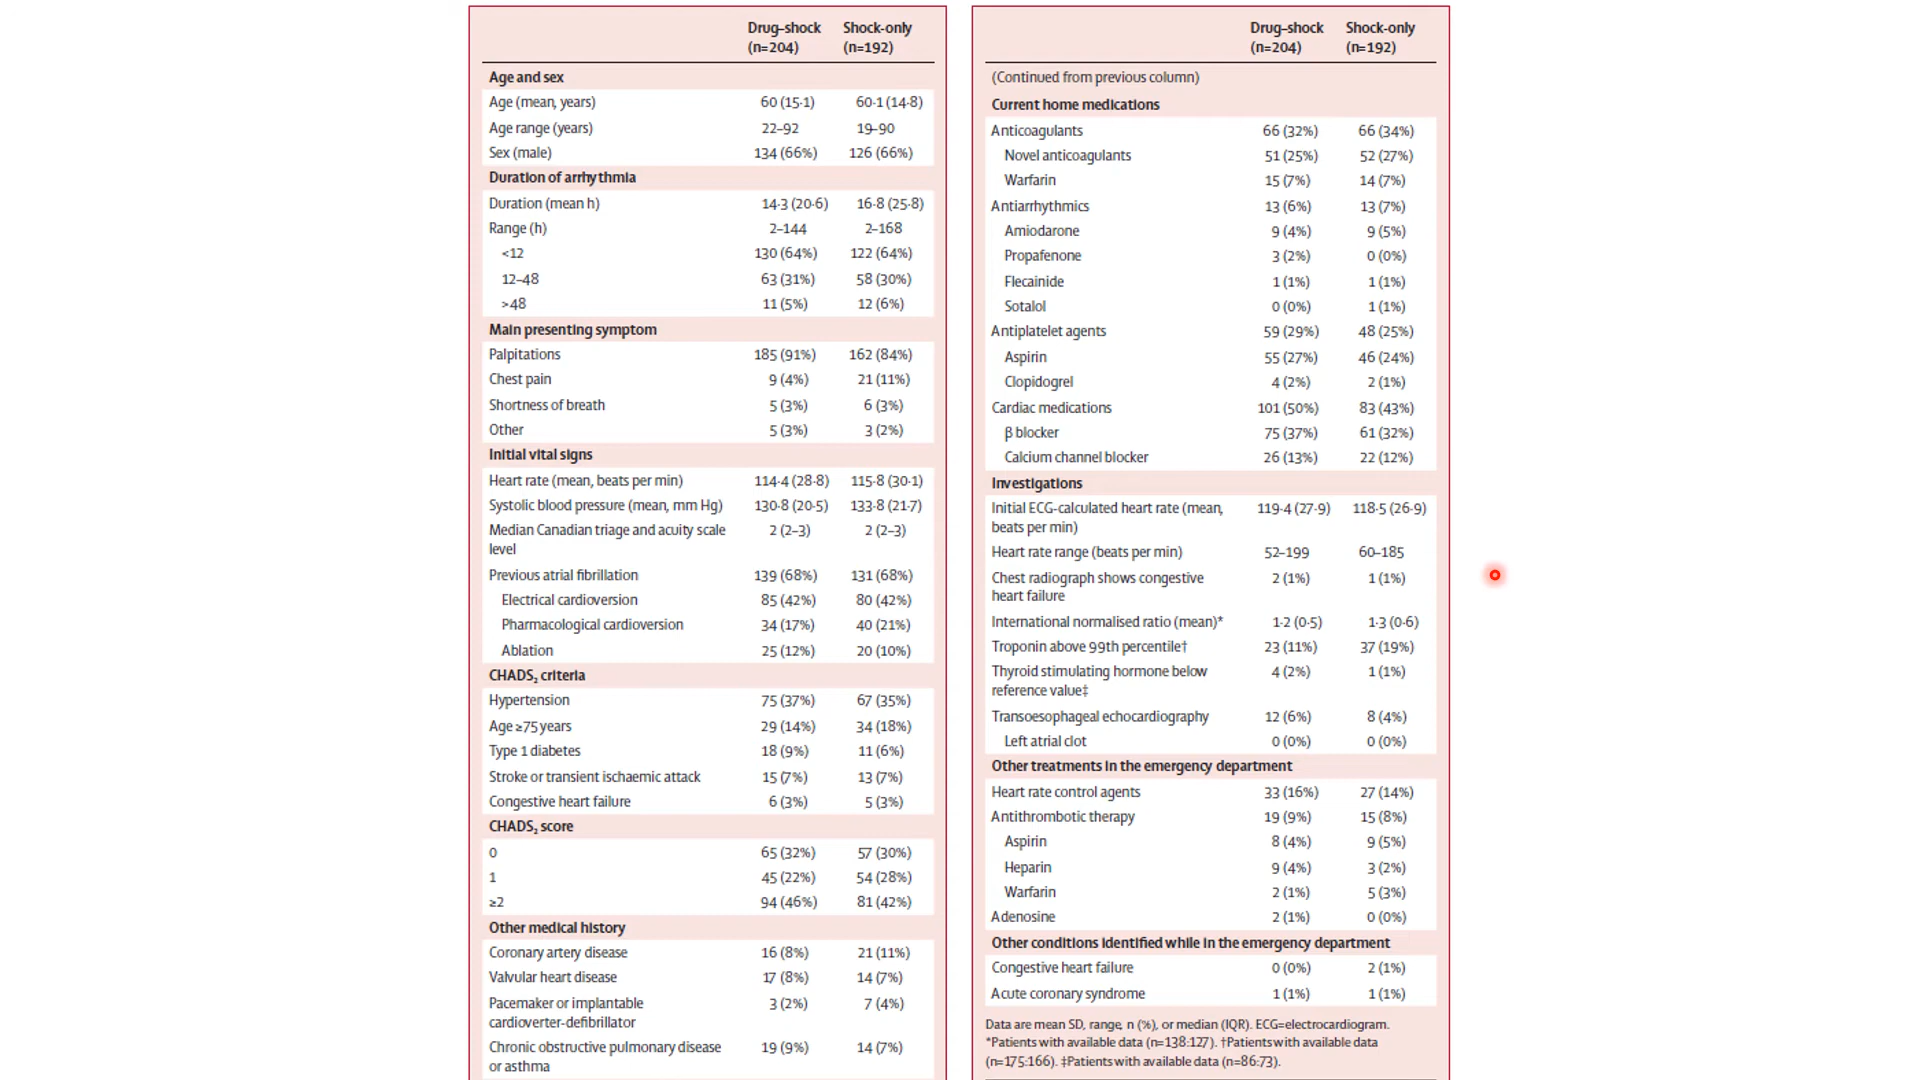 Drug–shock Shock-only
(n=204) (n=192)
Age and sex
Age (mean, years) 60 (15·1) 60·1 (14·8)
Age range (years) 22–92 19–90
Sex (male) 134 (66%) 126 (66%)
Duration of arrhythmia
Duration (mean h) 14·3 (20·6) 16·8 (25·8)
Range (h) 2–144 2–168
<12 130 (64%) 122 (64%)
12–48 63 (31%) 58 (30%)
>48 11 (5%) 12 (6%)
Main presenting symptom
Palpitations 185 (91%) 162 (84%)
Chest pain 9 (4%) 21 (11%)
Shortness of breath 5 (3%) 6 (3%)
Other 5 (3%) 3 (2%)
Initial vital signs
Heart rate (mean, beats per min) 114·4 (28·8) 115·8 (30·1)
Systolic blood pressure (mean, mm Hg) 130·8 (20·5) 133·8 (21·7)
Median Canadian triage and acuity scale 2 (2–3) 2 (2–3)
level
Previous atrial fibrillation 139 (68%) 131 (68%)
Electrical cardioversion 85 (42%) 80 (42%)
Pharmacological cardioversion 34 (17%) 40 (21%)
Ablation 25 (12%) 20 (10%)
CHADS₂ criteria
Hypertension 75 (37%) 67 (35%)
Age ≥75 years 29 (14%) 34 (18%)
Type 1 diabetes 18 (9%) 11 (6%)
Stroke or transient ischaemic attack 15 (7%) 13 (7%)
Congestive heart failure 6 (3%) 5 (3%)
CHADS₂ score
0 65 (32%) 57 (30%)
1 45 (22%) 54 (28%)
≥2 94 (46%) 81 (42%)
Other medical history
Coronary artery disease 16 (8%) 21 (11%)
Valvular heart disease 17 (8%) 14 (7%)
Pacemaker or implantable 3 (2%) 7 (4%)
cardioverter-defibrillator
Chronic obstructive pulmonary disease 19 (9%) 14 (7%)
or asthma
Drug–shock Shock-only
(n=204) (n=192)
(Continued from previous column)
Current home medications
Anticoagulants 66 (32%) 66 (34%)
Novel anticoagulants 51 (25%) 52 (27%)
Warfarin 15 (7%) 14 (7%)
Antiarrhythmics 13 (6%) 13 (7%)
Amiodarone 9 (4%) 9 (5%)
Propafenone 3 (2%) 0 (0%)
Flecainide 1 (1%) 1 (1%)
Sotalol 0 (0%) 1 (1%)
Antiplatelet agents 59 (29%) 48 (25%)
Aspirin 55 (27%) 46 (24%)
Clopidogrel 4 (2%) 2 (1%)
Cardiac medications 101 (50%) 83 (43%)
β blocker 75 (37%) 61 (32%)
Calcium channel blocker 26 (13%) 22 (12%)
Investigations
Initial ECG-calculated heart rate (mean, 119·4 (27·9) 118·5 (26·9)
beats per min)
Heart rate range (beats per min) 52–199 60–185
Chest radiograph shows congestive 2 (1%) 1 (1%)
heart failure
International normalised ratio (mean)* 1·2 (0·5) 1·3 (0·6)
Troponin above 99th percentile† 23 (11%) 37 (19%)
Thyroid stimulating hormone below 4 (2%) 1 (1%)
reference value‡
Transoesophageal echocardiography 12 (6%) 8 (4%)
Left atrial clot 0 (0%) 0 (0%)
Other treatments in the emergency department
Heart rate control agents 33 (16%) 27 (14%)
Antithrombotic therapy 19 (9%) 15 (8%)
Aspirin 8 (4%) 9 (5%)
Heparin 9 (4%) 3 (2%)
Warfarin 2 (1%) 5 (3%)
Adenosine 2 (1%) 0 (0%)
Other conditions identified while in the emergency department
Congestive heart failure 0 (0%) 2 (1%)
Acute coronary syndrome 1 (1%) 1 (1%)
Data are mean SD, range, n (%), or median (IQR). ECG=electrocardiogram.
*Patients with available data (n=138:127). †Patients with available data
(n=175:166). ‡Patients with available data (n=86:73).